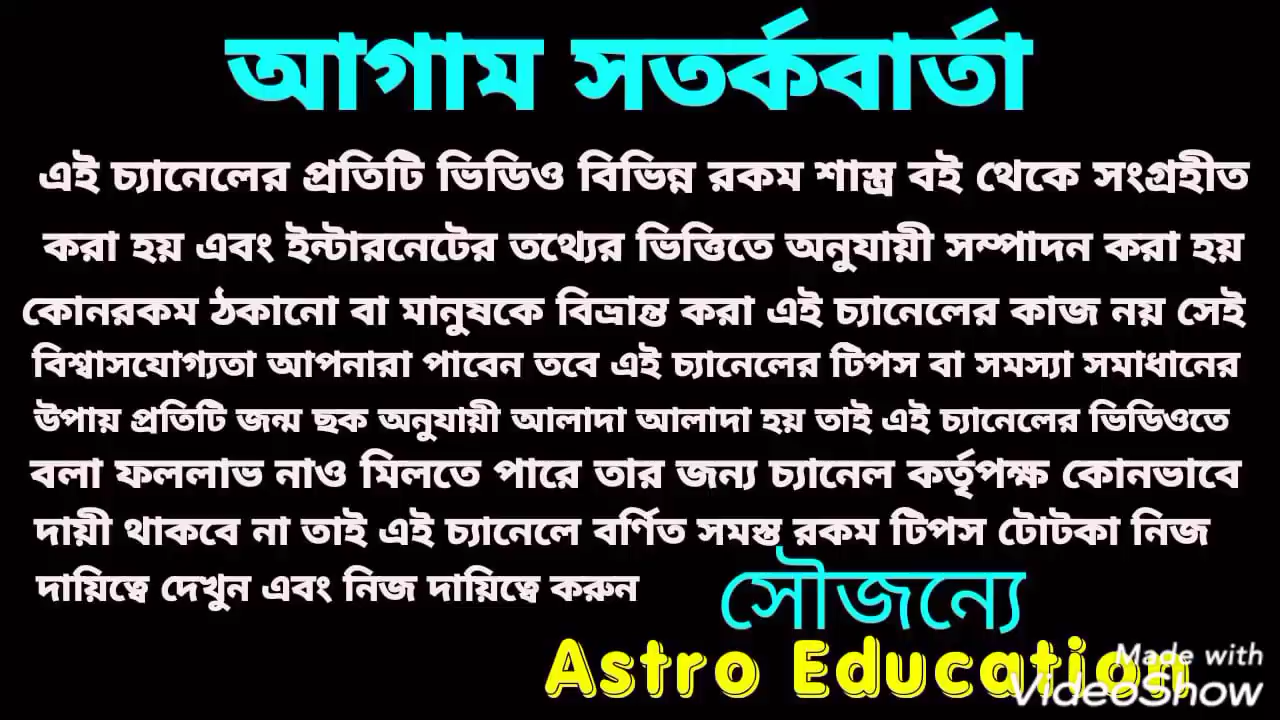 আগাম সতর্কবার্তা
এই চ্যানেলের প্রতিটি ভিডিও বিভিন্ন রকম শাস্ত্র বই থেকে সংগ্রহীত
করা হয় এবং ইন্টারনেটের তথ্যের ভিত্তিতে অনুযায়ী সম্পাদন করা হয়
কোনরকম ঠকানো বা মানুষকে বিভ্রান্ত করা এই চ্যানেলের কাজ নয় সেই
বিশ্বাসযোগ্যতা আপনারা পাবেন তবে এই চ্যানেলের টিপস বা সমস্যা সমাধানের
উপায় প্রতিটি জন্ম ছক অনুযায়ী আলাদা আলাদা হয় তাই এই চ্যানেলের ভিডিওতে
বলা ফললাভ নাও মিলতে পারে তার জন্য চ্যানেল কর্তৃপক্ষ কোনভাবে
দায়ী থাকবে না তাই এই চ্যানেলে বর্ণিত সমস্ত রকম টিপস টোটকা নিজ
দায়িত্বে দেখুন এবং নিজ দায়িত্বে করুন
সৌজন্যে
Astro Education
Made with
VideoShow